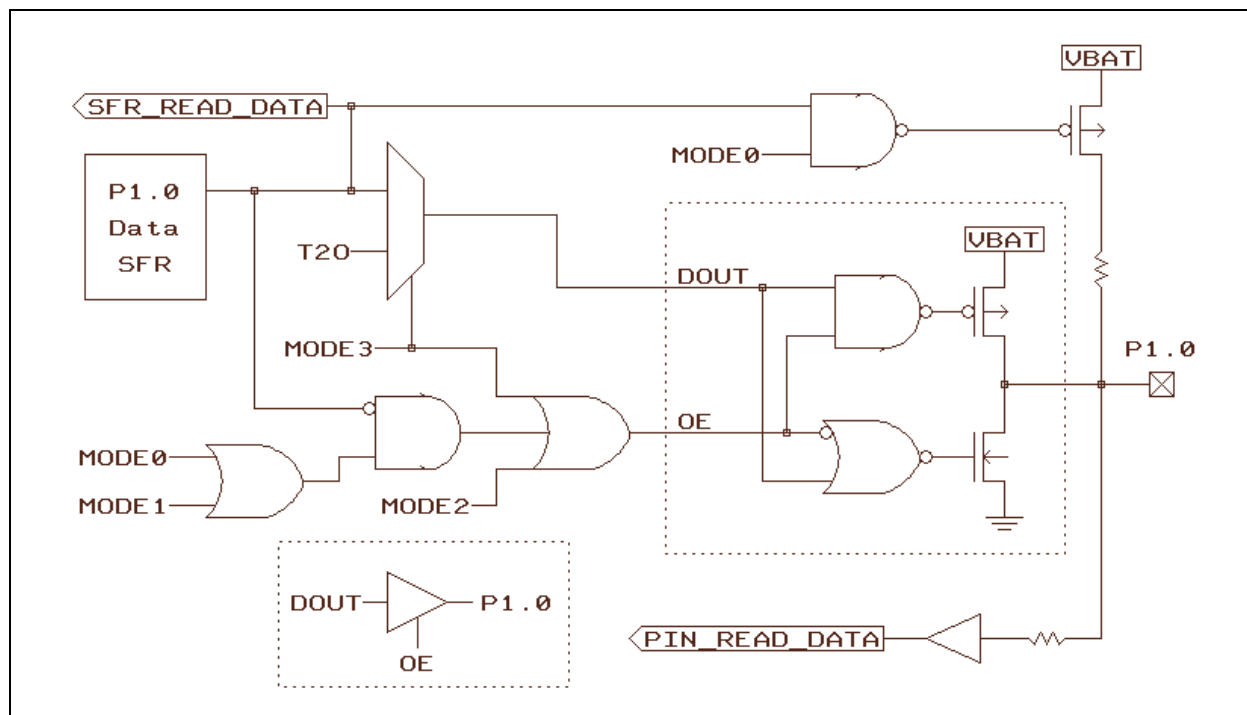 VBAT
SFR_READ_DATA
MODE0
P1.0
Data
SFR
T2O
VBAT
DOUT
MODE3
P1.0
OE
MODE0
MODE1
MODE2
DOUT
P1.0
OE
PIN_READ_DATA